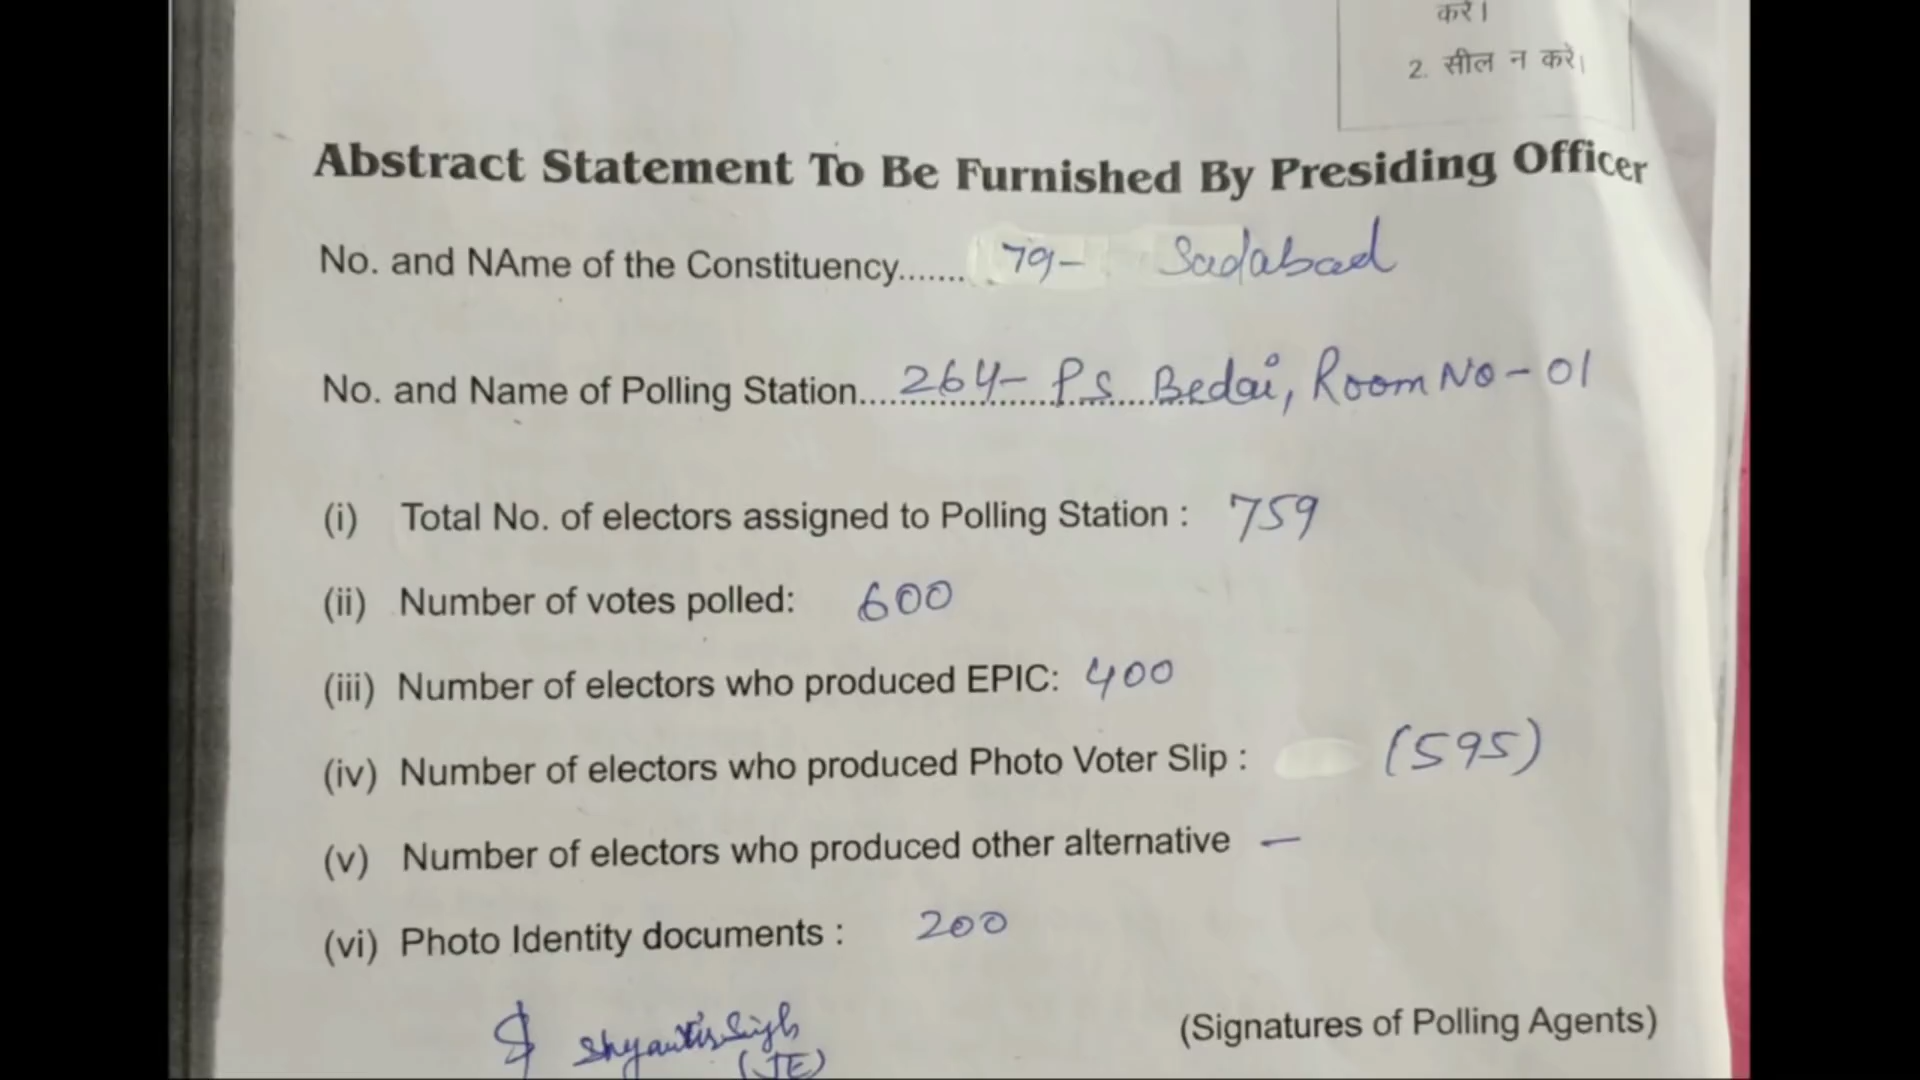 करें।
2. सील न करे।
Abstract Statement To Be Furnished By Presiding Officer
No. and NAme of the Constituency....... 79- Sadabad
No. and Name of Polling Station.... 264- P.S. Bedai, Room No - 01
(i) Total No. of electors assigned to Polling Station : 759
(ii) Number of votes polled: 600
(iii) Number of electors who produced EPIC: 400
(iv) Number of electors who produced Photo Voter Slip : (595)
(v) Number of electors who produced other alternative —
(vi) Photo Identity documents : 200
Singh
(Signatures of Polling Agents)
(JE)